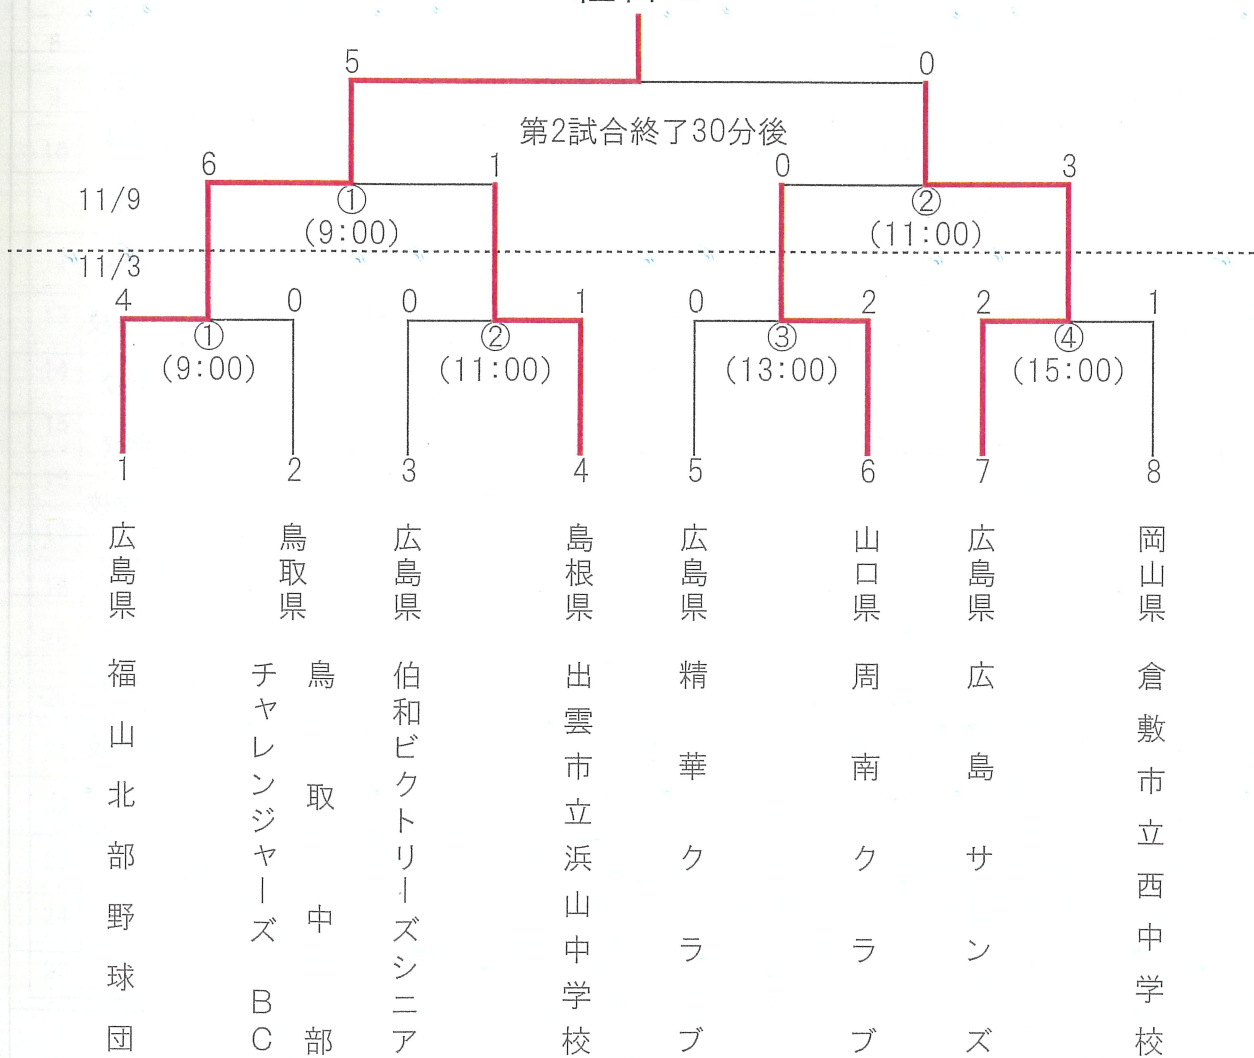 5 0
第2試合終了30分後
6 1 0 3
11/9 ① ②
(9:00) (11:00)
11/3
4 0 0 1 0 2 2 1
① ② ③ ④
(9:00) (11:00) (13:00) (15:00)
1 2 3 4 5 6 7 8
広島県 福山北部野球団
鳥取県 鳥取中部
チャレンジャーズBC
広島県 伯和ビクトリーズシニア
島根県 出雲市立浜山中学校
広島県 精華クラブ
山口県 周南クラブ
広島県 広島サンズ
岡山県 倉敷市立西中学校